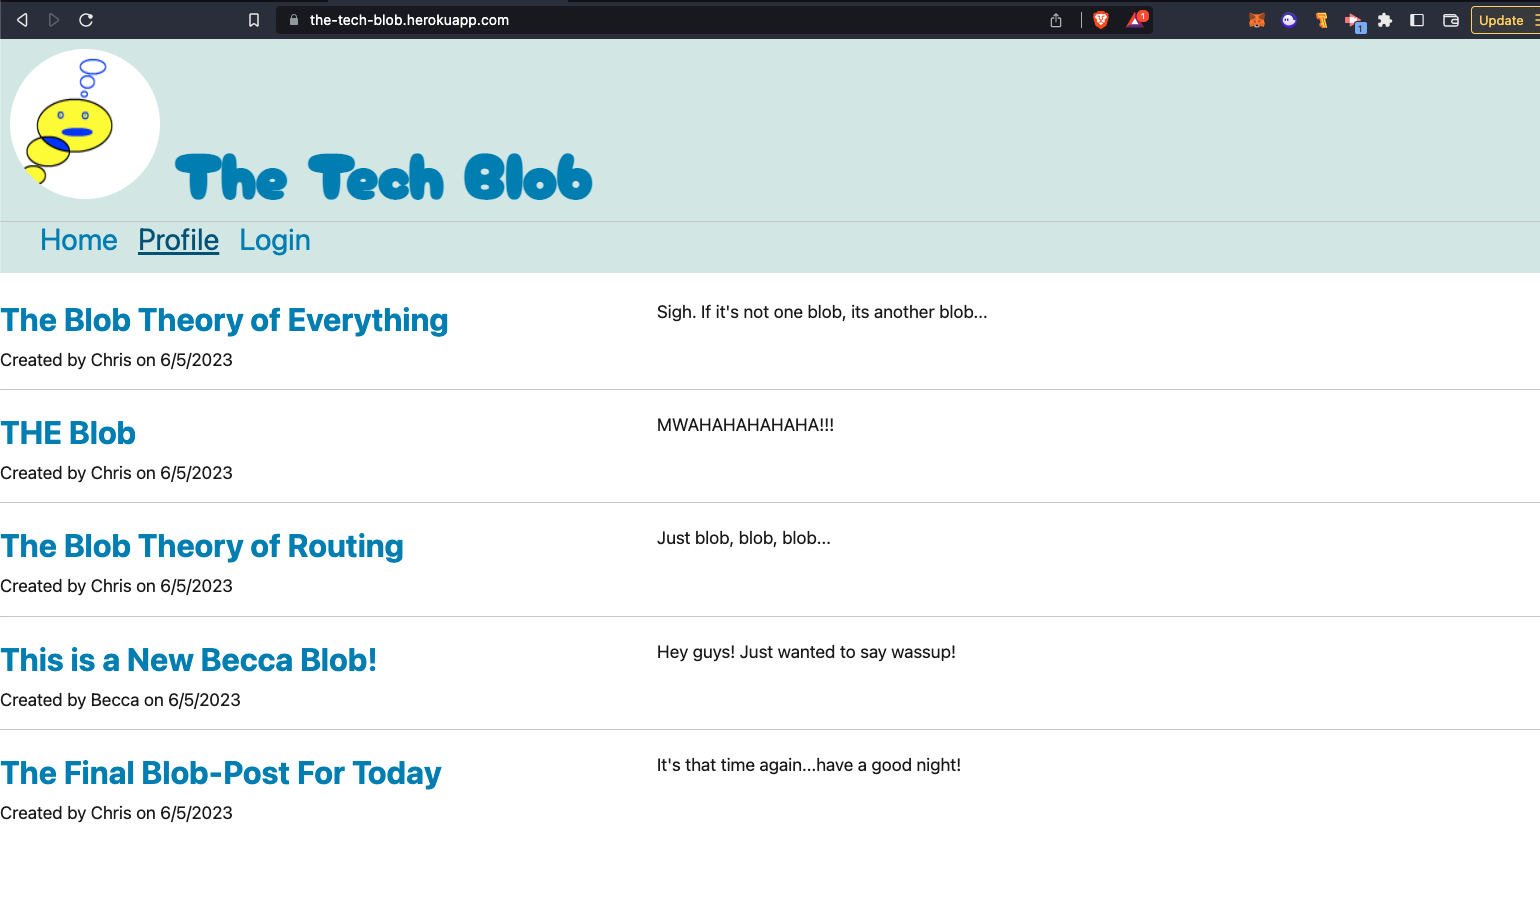 the-tech-blob.herokuapp.com
1
1
Update
The Tech Blob
Home Profile Login
The Blob Theory of Everything
Sigh. If it's not one blob, its another blob...
Created by Chris on 6/5/2023
THE Blob
MWAHAHAHAHAHA!!!
Created by Chris on 6/5/2023
The Blob Theory of Routing
Just blob, blob, blob...
Created by Chris on 6/5/2023
This is a New Becca Blob!
Hey guys! Just wanted to say wassup!
Created by Becca on 6/5/2023
The Final Blob-Post For Today
It's that time again...have a good night!
Created by Chris on 6/5/2023